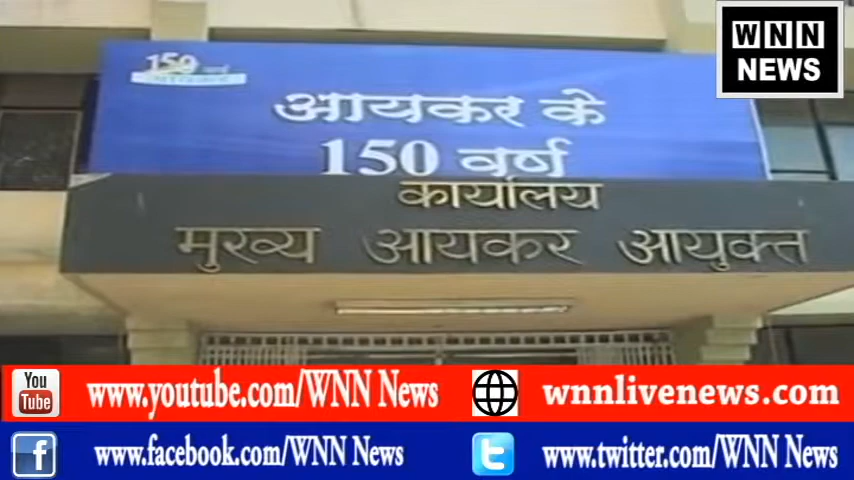 WNN
NEWS
150 वर्ष
आयकर के
150 वर्ष
कार्यालय
मुख्य आयकर आयुक्त
You
Tube
www.youtube.com/WNN News
wnnlivenews.com
f
www.facebook.com/WNN News
www.twitter.com/WNN News